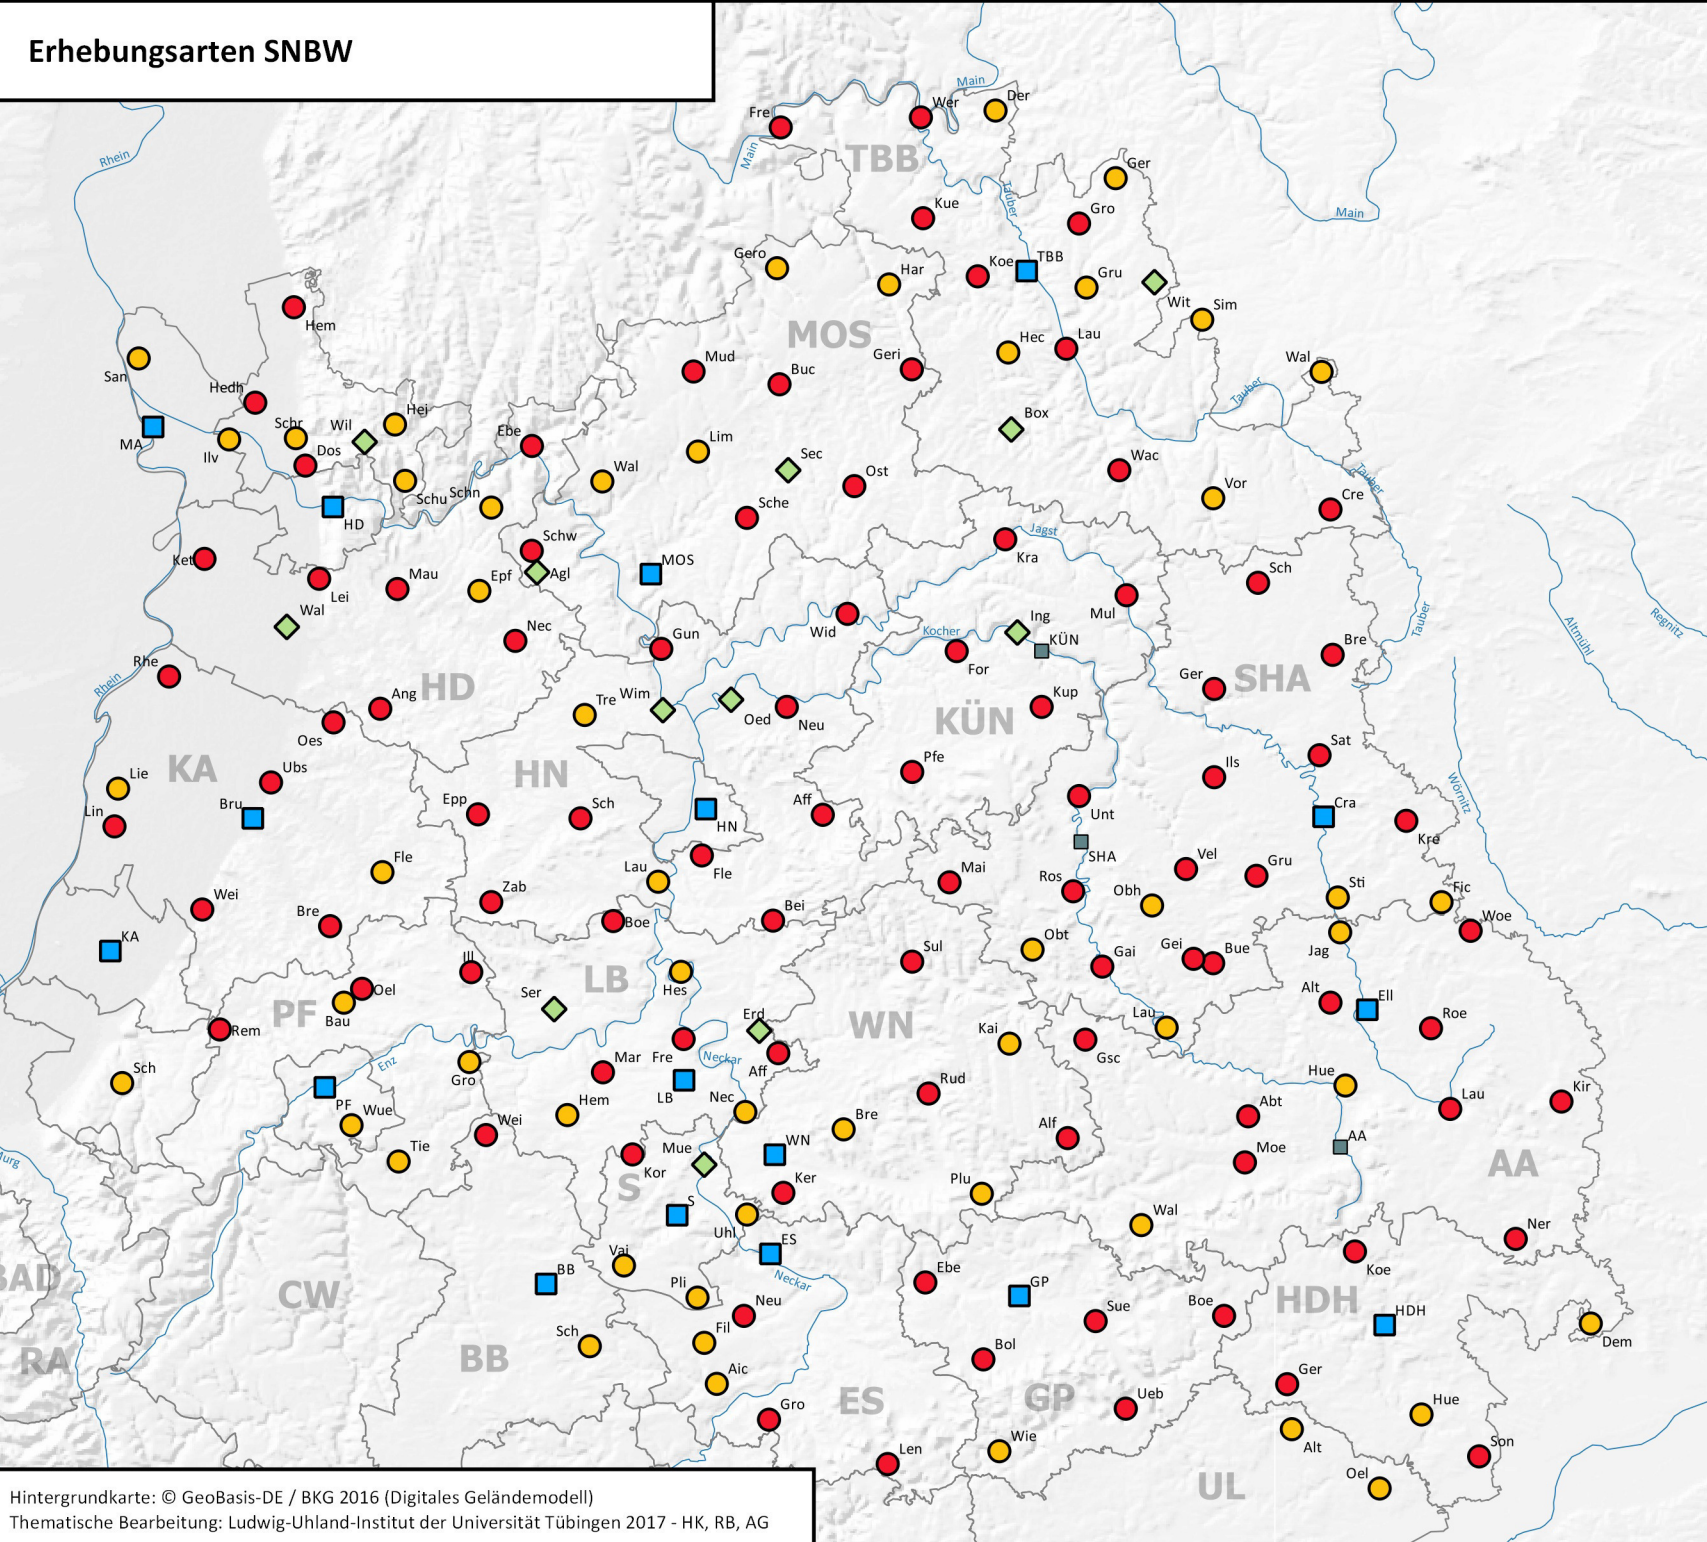 Erhebungsarten SNBW
Main
Der
Wer
Fre
Rhein
Main
TBB
Ger
Tauber
Kue
Gro
Main
Gero
Har
Koe
TBB
Gru
Wit
Sim
Hem
MOS
Hec
Lau
San
Mud
Buc
Geri
Wal
Hedh
Tauber
Hei
Schr
Wil
MA
Ilv
Dos
Ebe
Lim
Box
Wal
Sec
Ost
Wac
Tauber
Vor
Cre
Schu
Schn
HD
Sche
Jagst
Schw
Kra
Ket
MOS
Lei
Mau
Epf
Agl
Sch
Mul
Wal
Ing
Tauber
Altmühl
Regnitz
Nec
Gun
Wid
Kocher
KÜN
Bre
Rhe
For
Rhein
HD
Ger
SHA
Ang
Tre
Wim
Oed
Neu
Kup
KÜN
Oes
Sat
KA
Lie
Ubs
HN
Pfe
Ils
Wörnitz
Lin
Bru
Epp
Sch
HN
Aff
Unt
Cra
Kre
Fle
Lau
Fle
SHA
Mai
Ros
Vel
Gru
Obh
Sti
Fic
Wei
Zab
Bre
Boe
Bei
Woe
KA
Sul
Obt
Gai
Gei
Bue
Jag
Ill
LB
Hes
Oel
Bau
PF
Ser
Alt
Ell
Roe
Rem
Erd
WN
Kai
Lau
Enz
Fre
Neckar
Aff
Gsc
Sch
Gro
Mar
LB
Hue
PF
Wue
Hem
Nec
Rud
Bre
Abt
Lau
Kir
Tie
Wei
Alf
AA
Murg
Mue
WN
Kor
Moe
AA
S
Ker
Plu
S
Uhl
Wal
Ner
ES
Vai
BAD
CW
BB
Neckar
Ebe
GP
Koe
HDH
Pli
Neu
Sue
Boe
HDH
Dem
Sch
Fil
RA
BB
Bol
Aic
Ger
ES
GP
Ueb
Gro
Hue
Alt
Wie
Len
Son
Oel
UL
Hintergrundkarte: © GeoBasis-DE / BKG 2016 (Digitales Geländemodell)
Thematische Bearbeitung: Ludwig-Uhland-Institut der Universität Tübingen 2017 - HK, RB, AG